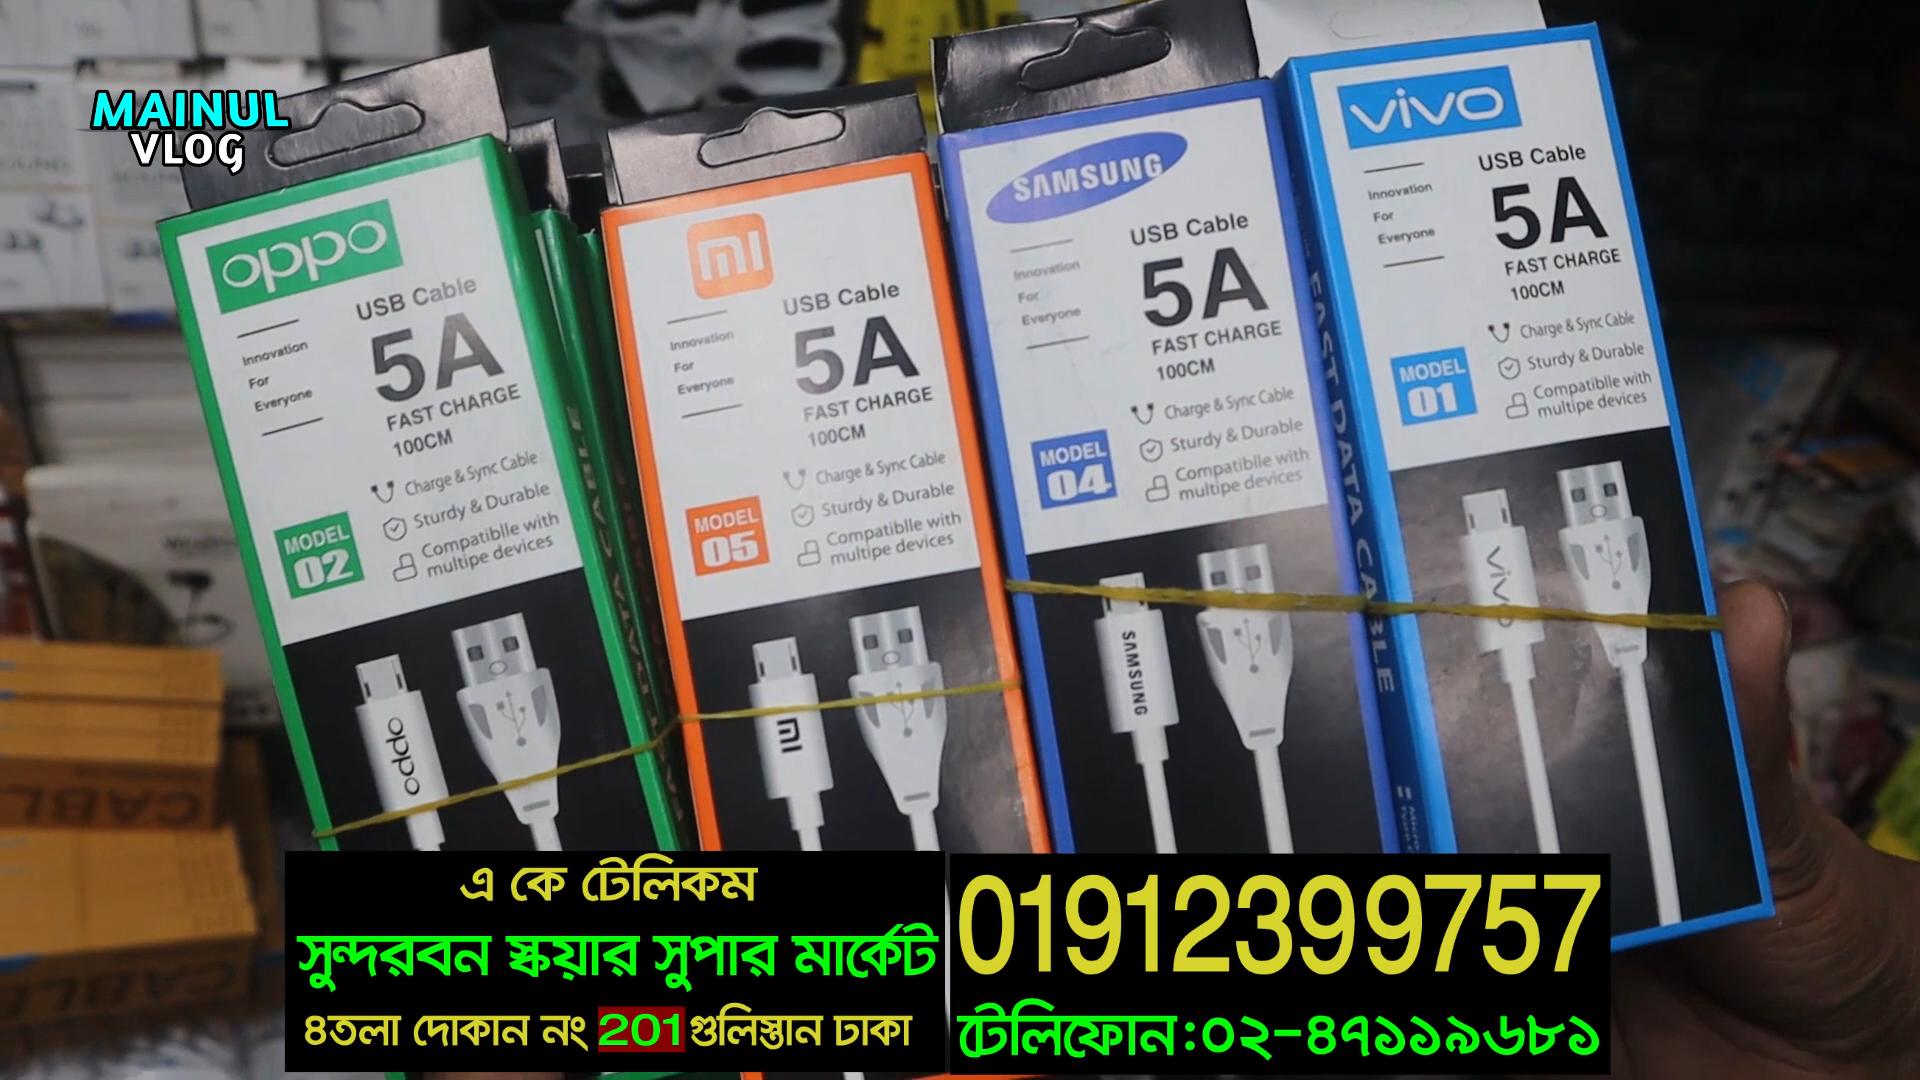 MAINUL
VLOG
oppo
USB Cable
5A
FAST CHARGE
100CM
Innovation
For
Everyone
Charge & Sync Cable
Sturdy & Durable
Compatiblle with
multipe devices
MODEL
02
oppo
mi
USB Cable
5A
FAST CHARGE
100CM
Innovation
For
Everyone
Charge & Sync Cable
Sturdy & Durable
Compatiblle with
multipe devices
MODEL
05
mi
SAMSUNG
USB Cable
5A
FAST CHARGE
100CM
Innovation
For
Everyone
Charge & Sync Cable
Sturdy & Durable
Compatiblle with
multipe devices
MODEL
04
SAMSUNG
FAST DATA CABLE
vivo
USB Cable
5A
FAST CHARGE
100CM
Innovation
For
Everyone
Charge & Sync Cable
Sturdy & Durable
Compatiblle with
multipe devices
MODEL
01
vivo
CABLE
এ কে টেলিকম
সুন্দরবন স্কয়ার সুপার মার্কেট
৪তলা দোকান নং 201 গুলিস্তান ঢাকা
01912399757
টেলিফোন:০২-৪৭১১৯৬৮১